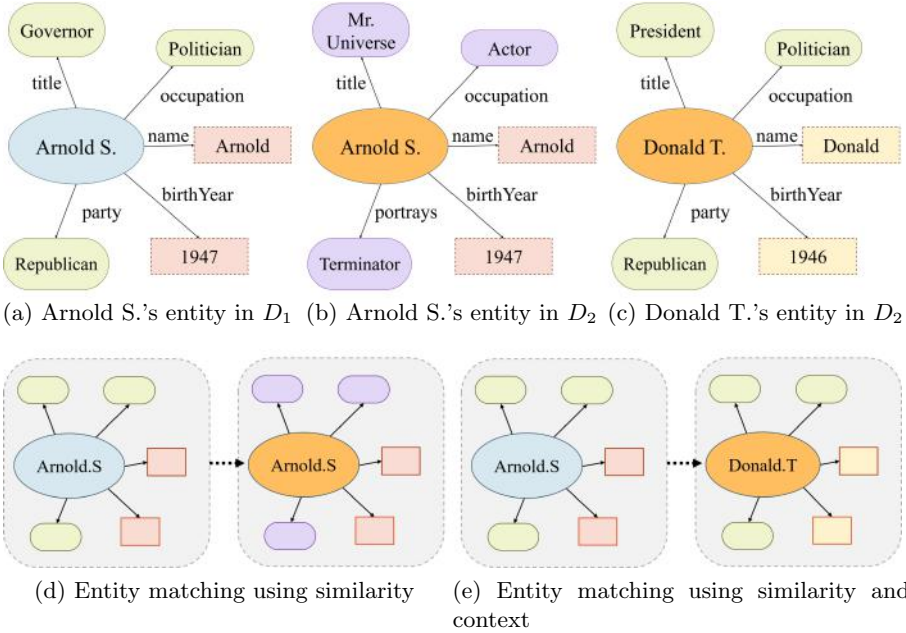 Governor
Politician
title
occupation
Arnold S.
name
Arnold
birthYear
party
Republican
1947
(a) Arnold S.'s entity in D1
Mr.
Universe
Actor
title
occupation
Arnold S.
name
Arnold
birthYear
portrays
Terminator
1947
(b) Arnold S.'s entity in D2
President
Politician
title
occupation
Donald T.
name
Donald
birthYear
party
Republican
1946
(c) Donald T.'s entity in D2
Arnold.S
Arnold.S
(d) Entity matching using similarity
Arnold.S
Donald.T
(e) Entity matching using similarity and
context